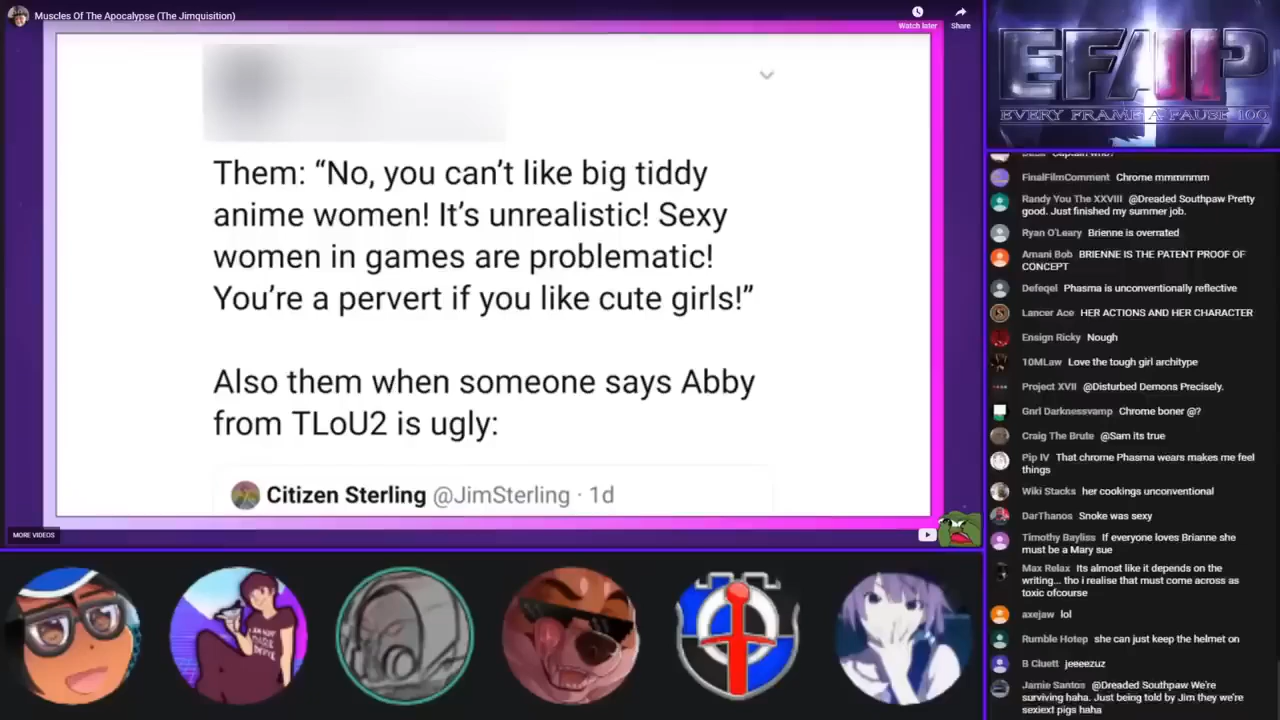 Muscles Of The Apocalypse (The Jimquisition)
Watch later
Share
Them: “No, you can’t like big tiddy
anime women! It’s unrealistic! Sexy
women in games are problematic!
You’re a pervert if you like cute girls!”
Also them when someone says Abby
from TLoU2 is ugly:
Citizen Sterling @JimSterling · 1d
MORE VIDEOS
EFAP
EVERY FRAME A PAUSE 100
FinalFilmComment Chrome mmmmmm
Randy You The XXVIII @Dreaded Southpaw Pretty
good. Just finished my summer job.
Ryan O'Leary Brienne is overrated
Amani Bob BRIENNE IS THE PATENT PROOF OF
CONCEPT
Defeqel Phasma is unconventionally reflective
Lancer Ace HER ACTIONS AND HER CHARACTER
Ensign Ricky Nough
10MLaw Love the tough girl architype
Project XVII @Disturbed Demons Precisely.
Gnrl Darknessvamp Chrome boner @?
Craig The Brute @Sam its true
Pip IV That chrome Phasma wears makes me feel
things
Wiki Stacks her cookings unconventional
DarThanos Snoke was sexy
Timothy Bayliss If everyone loves Brianne she
must be a Mary sue
Max Relax Its almost like it depends on the
writing... tho i realise that must come across as
toxic ofcourse
axejaw lol
Rumble Hotep she can just keep the helmet on
B Cluett jeeeezuz
Jamie Santos @Dreaded Southpaw We're
surviving haha. Just being told by Jim they we're
sexiext pigs haha